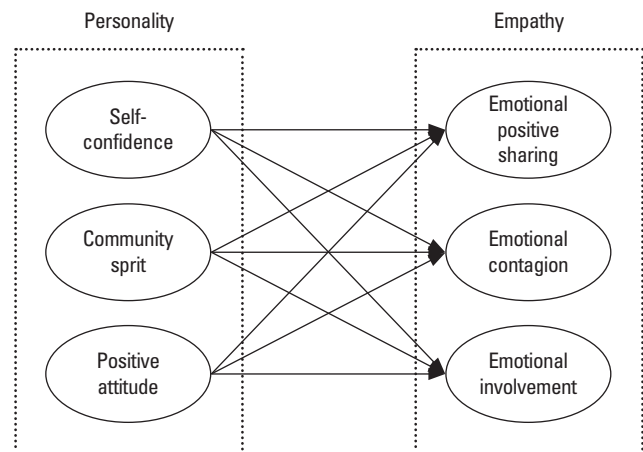 Personality
Self-
confidence
Community
sprit
Positive
attitude
Empathy
Emotional
positive
sharing
Emotional
contagion
Emotional
involvement